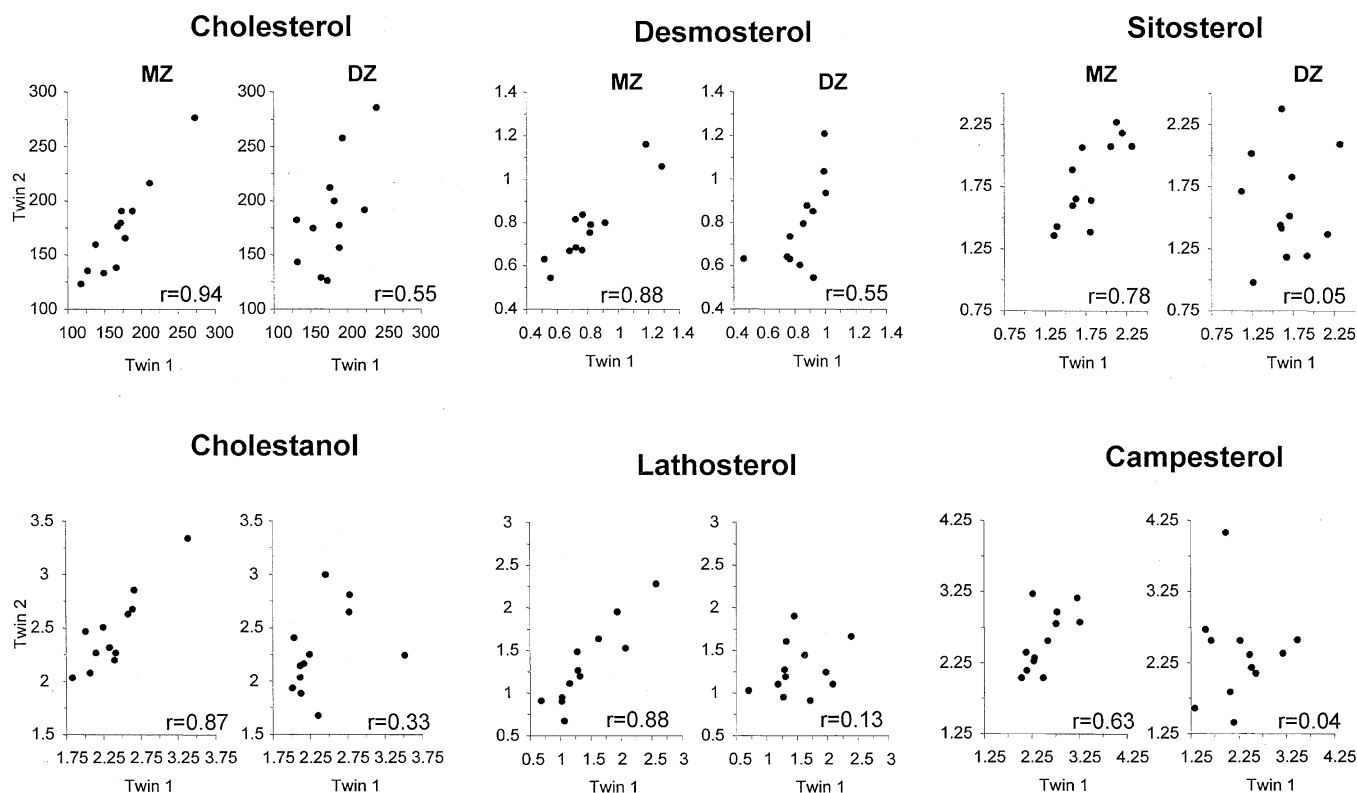 Cholesterol
MZ DZ
300 300
250 250
200 200
150 150
100 100
Twin 2
r=0.94 r=0.55
100 150 200 250 300 100 150 200 250 300
Twin 1 Twin 1
Desmosterol
MZ DZ
1.4 1.4
1.2 1.2
1 1
0.8 0.8
0.6 0.6
0.4 0.4
r=0.88 r=0.55
0.4 0.6 0.8 1 1.2 1.4 0.4 0.6 0.8 1 1.2 1.4
Twin 1 Twin 1
Sitosterol
MZ DZ
2.25 2.25
1.75 1.75
1.25 1.25
0.75 0.75
r=0.78 r=0.05
0.75 1.25 1.75 2.25 0.75 1.25 1.75 2.25
Twin 1 Twin 1
Cholestanol
3.5 3.5
3 3
2.5 2.5
2 2
1.5 1.5
Twin 2
r=0.87 r=0.33
1.75 2.25 2.75 3.25 3.75 1.75 2.25 2.75 3.25 3.75
Twin 1 Twin 1
Lathosterol
3 3
2.5 2.5
2 2
1.5 1.5
1 1
0.5 0.5
r=0.88 r=0.13
0.5 1 1.5 2 2.5 3 0.5 1 1.5 2 2.5 3
Twin 1 Twin 1
Campesterol
4.25 4.25
3.25 3.25
2.25 2.25
1.25 1.25
r=0.63 r=0.04
1.25 2.25 3.25 4.25 1.25 2.25 3.25 4.25
Twin 1 Twin 1